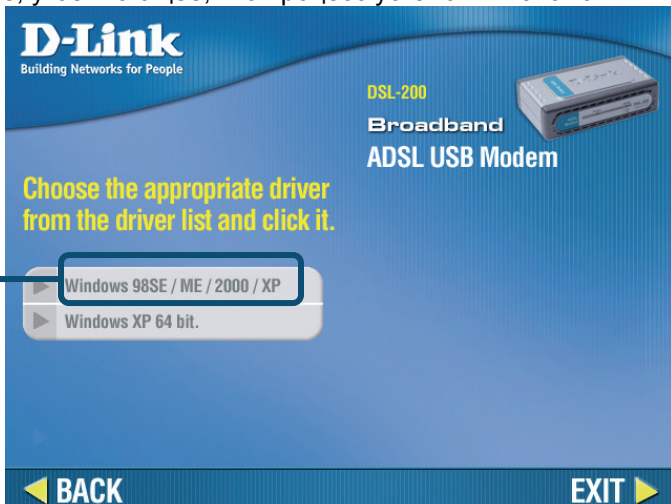 D-Link
Building Networks for People
DSL-200
Broadband
ADSL USB Modem
Choose the appropriate driver
from the driver list and click it.
Windows 98SE / ME / 2000 / XP
Windows XP 64 bit.
BACK
EXIT